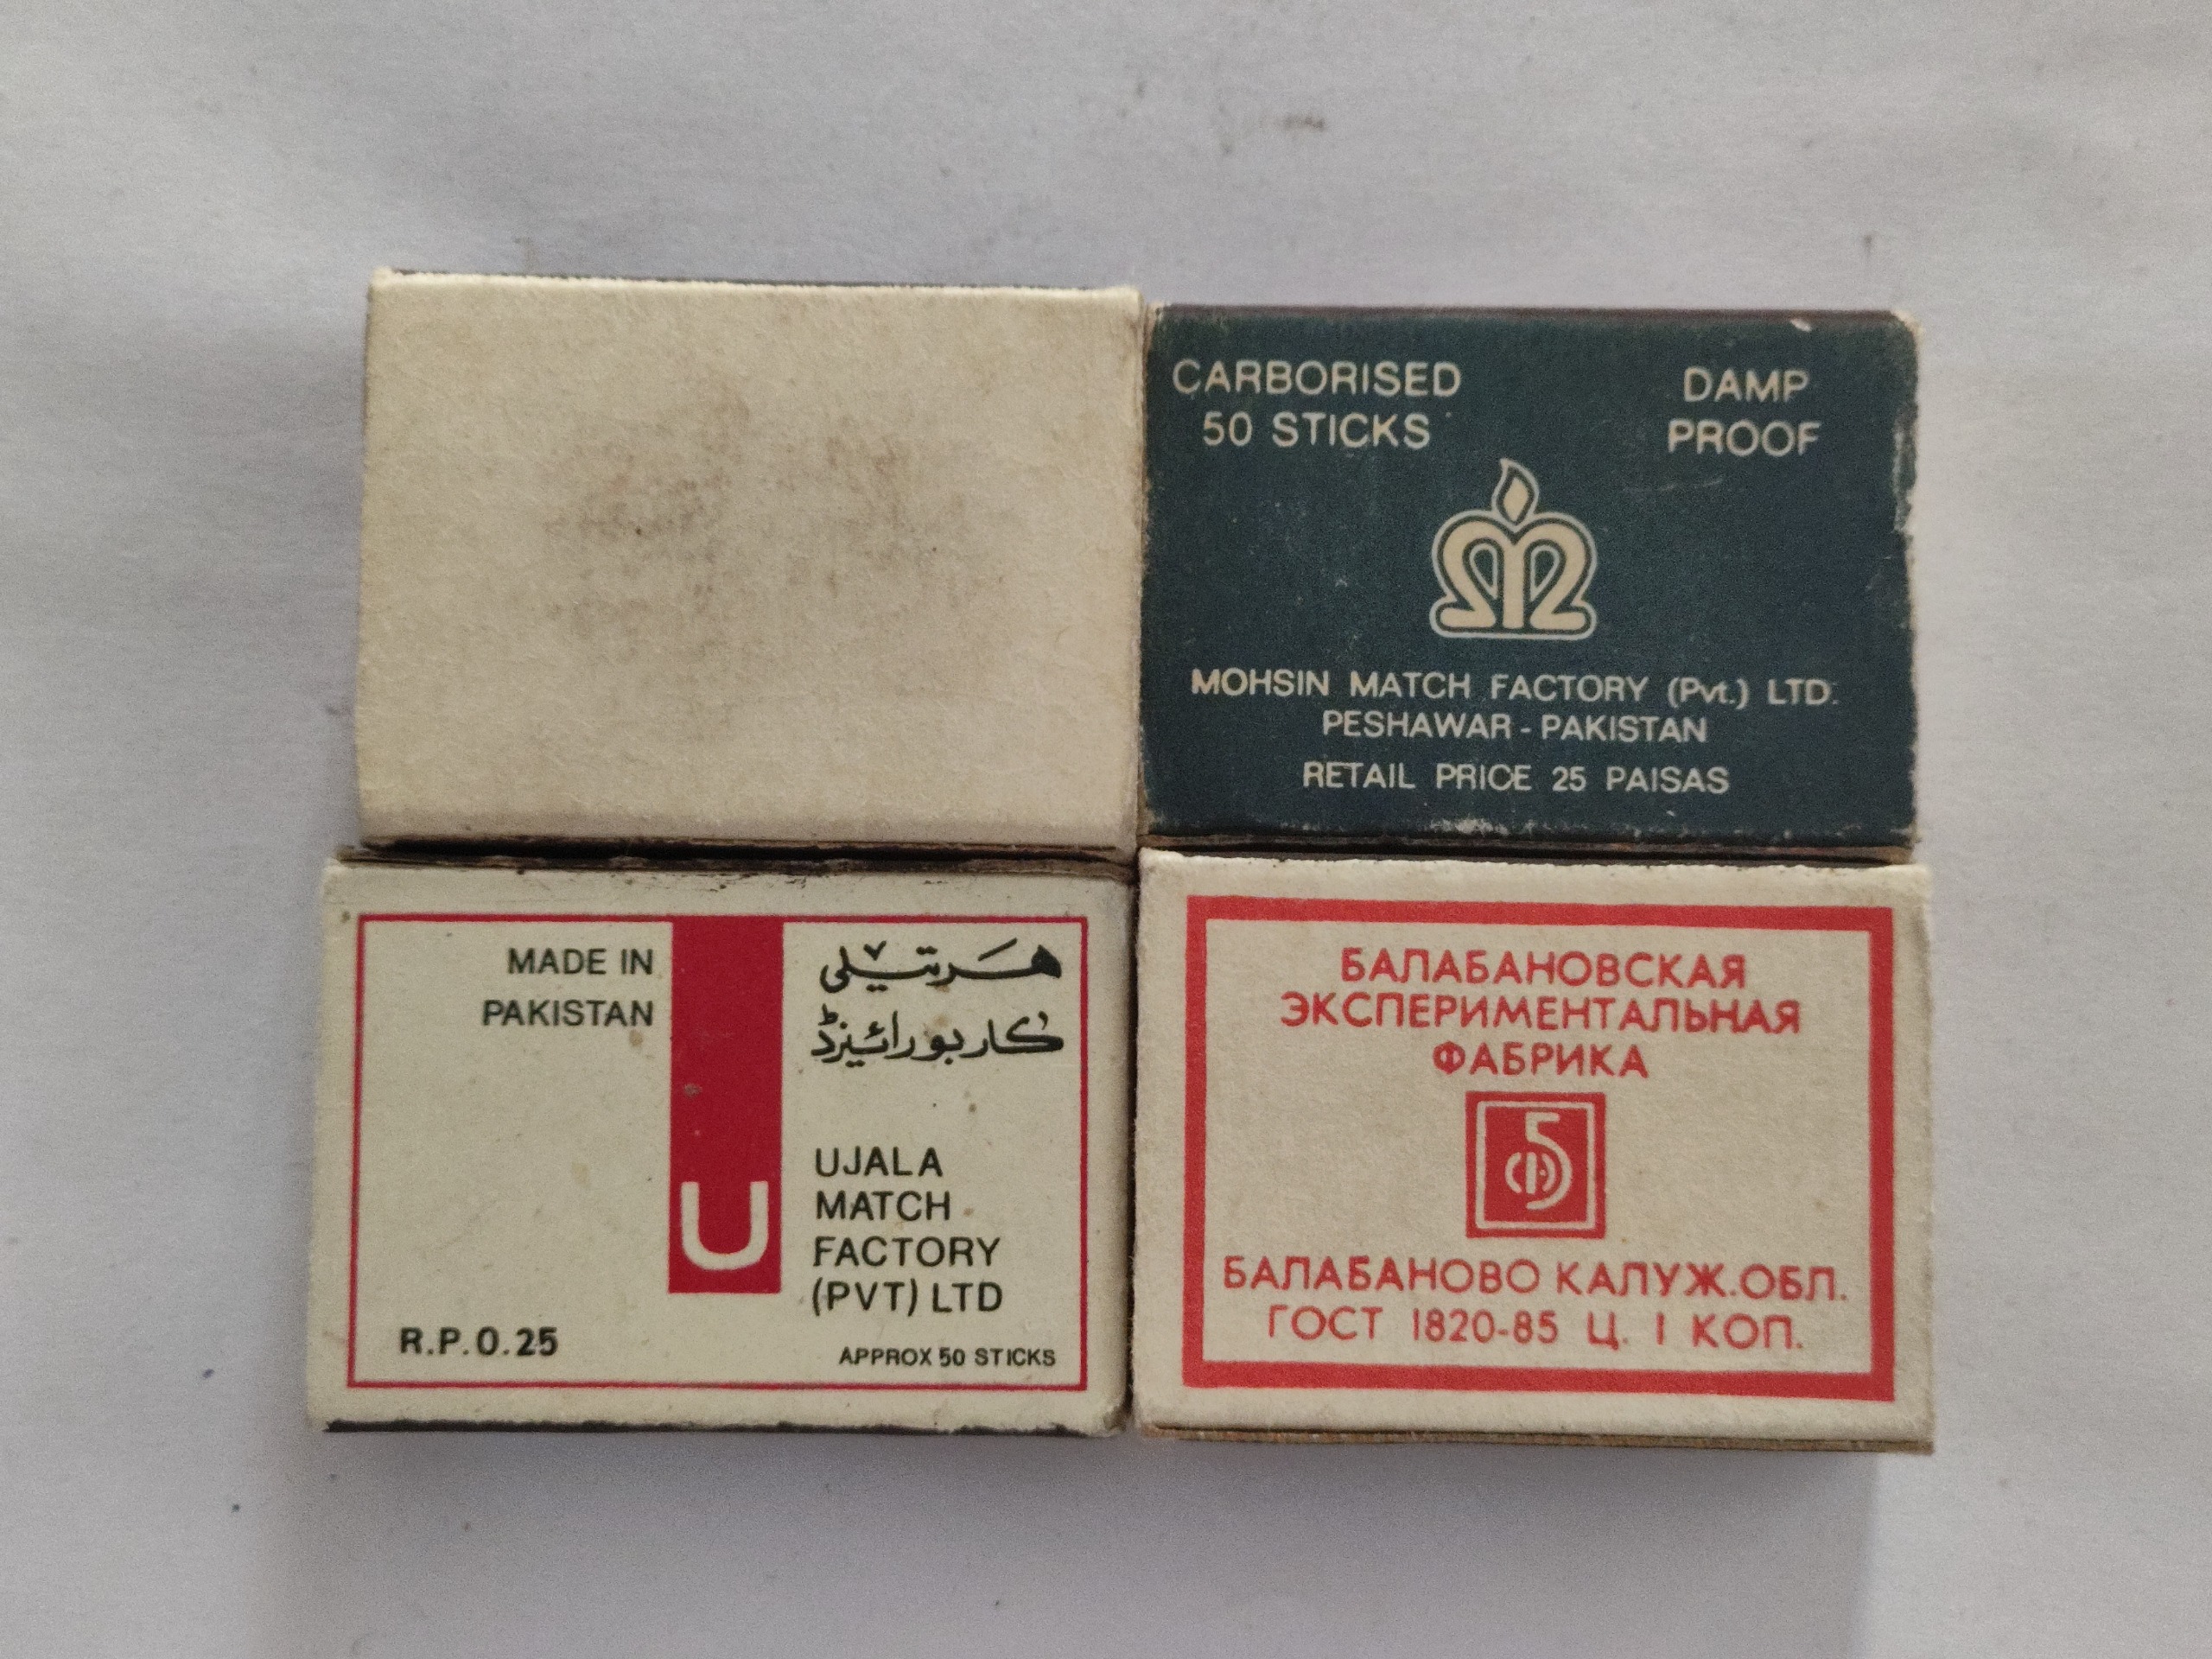 CARBORISED
50 STICKS
DAMP
PROOF
MOHSIN MATCH FACTORY (Pvt.) LTD.
PESHAWAR - PAKISTAN
RETAIL PRICE 25 PAISAS
MADE IN
PAKISTAN
ہر تیلی
کاربورائیزڈ
U
UJALA
MATCH
FACTORY
(PVT) LTD
R.P.0.25
APPROX 50 STICKS
БАЛАБАНОВСКАЯ
ЭКСПЕРИМЕНТАЛЬНАЯ
ФАБРИКА
БАЛАБАНОВО КАЛУЖ.ОБЛ.
ГОСТ 1820-85 Ц. 1 КОП.